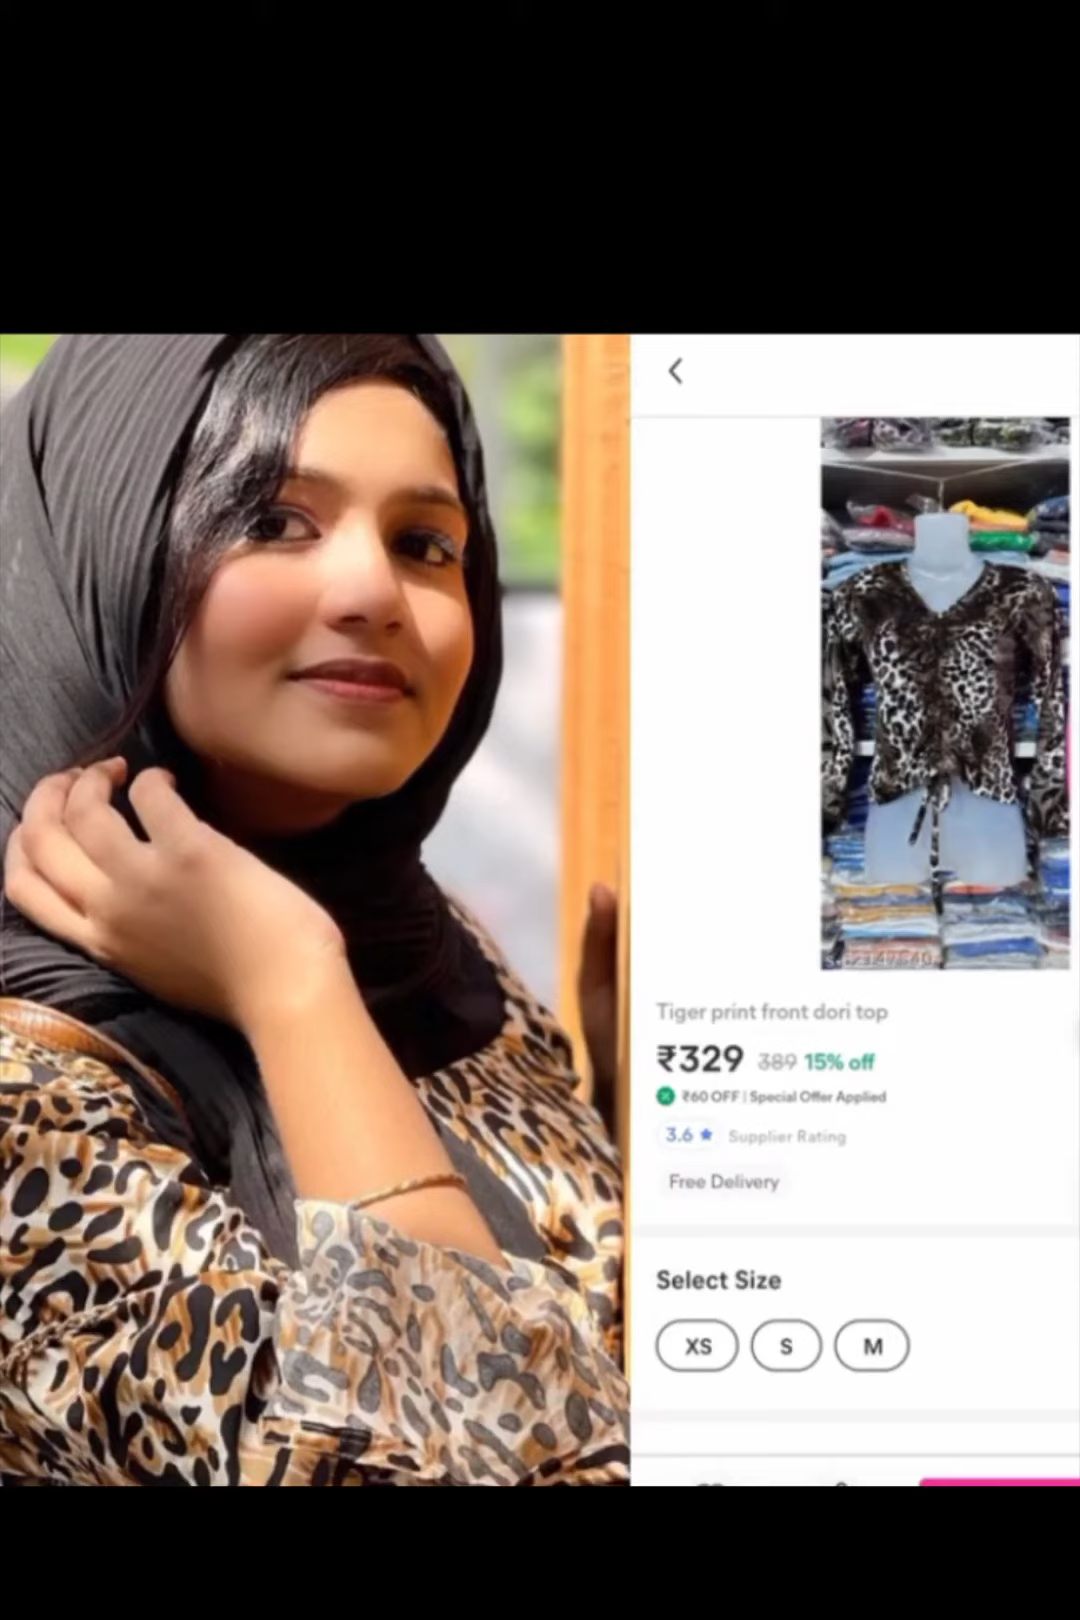 Tiger print front dori top
₹329 389 15% off
₹60 OFF | Special Offer Applied
3.6 ★ Supplier Rating
Free Delivery
Select Size
XS S M